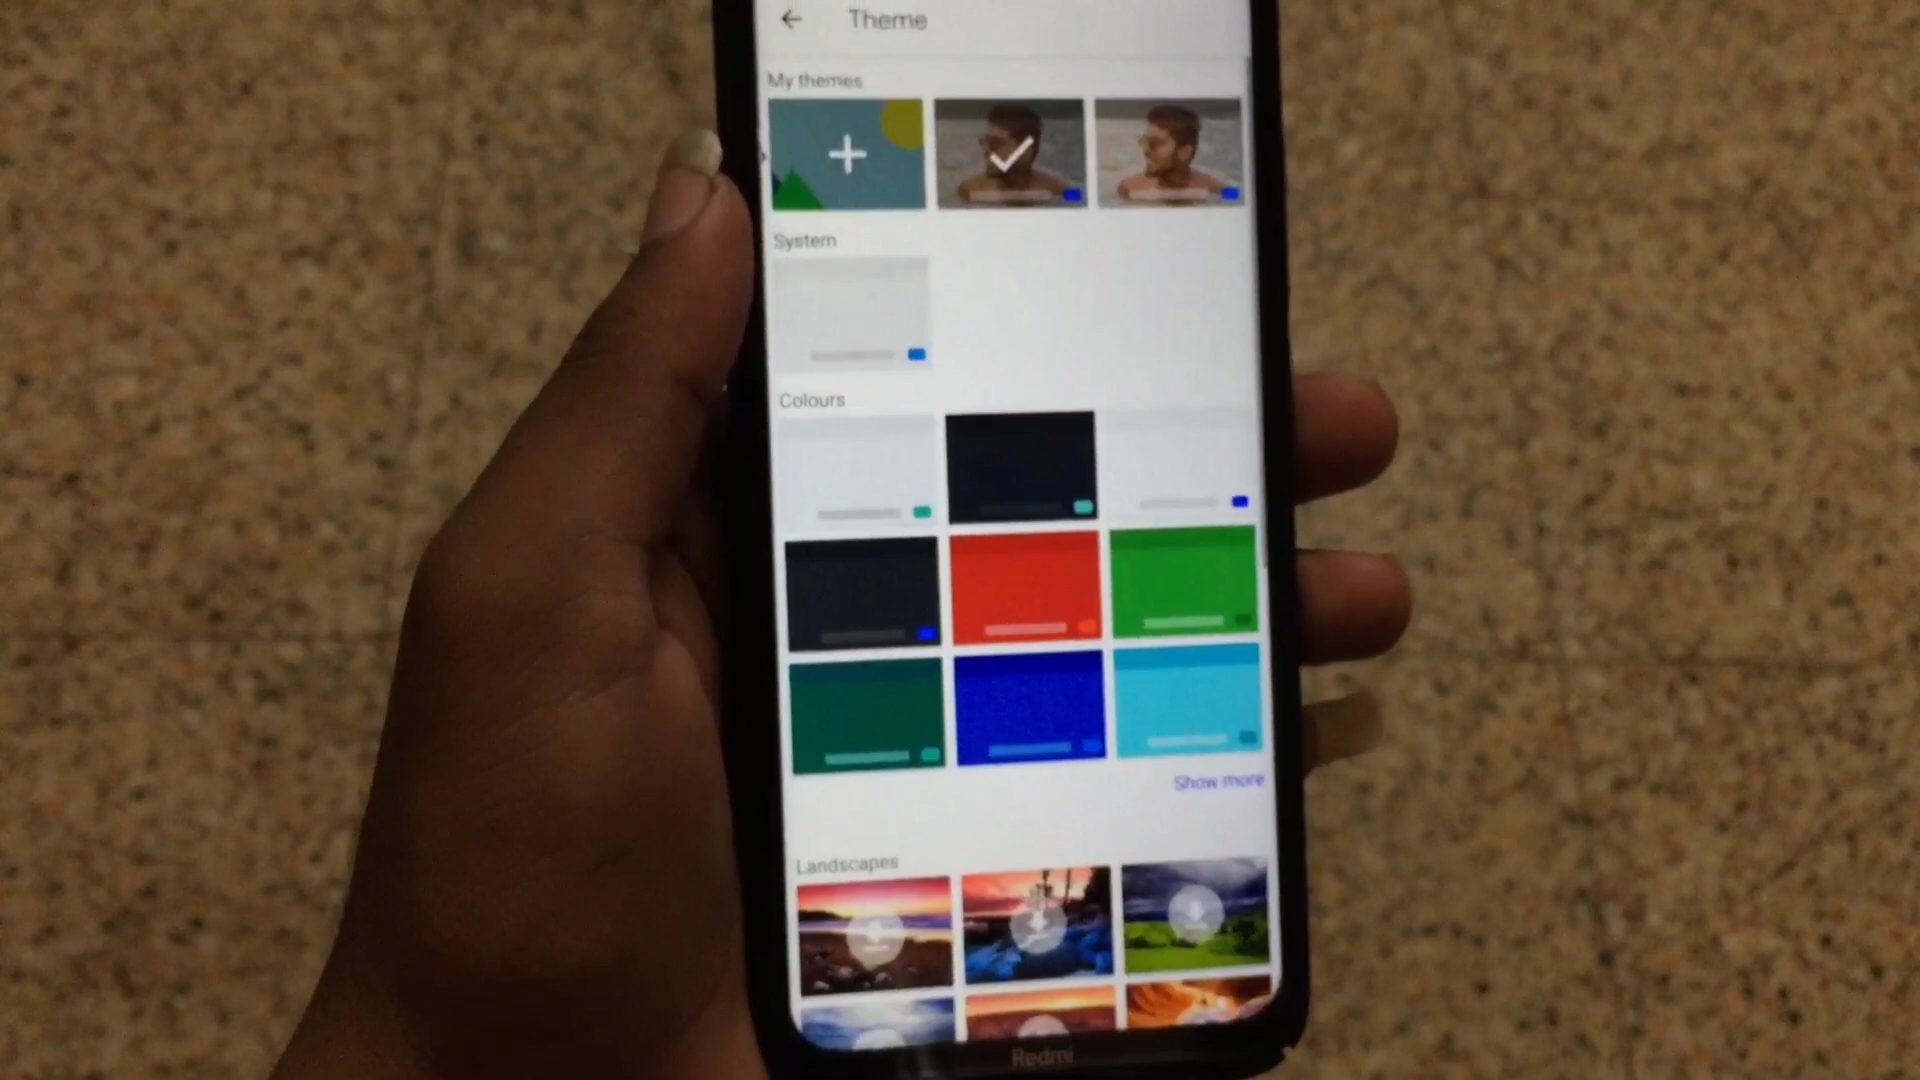 Theme
My themes
System
Colours
Show more
Landscapes
Redmi